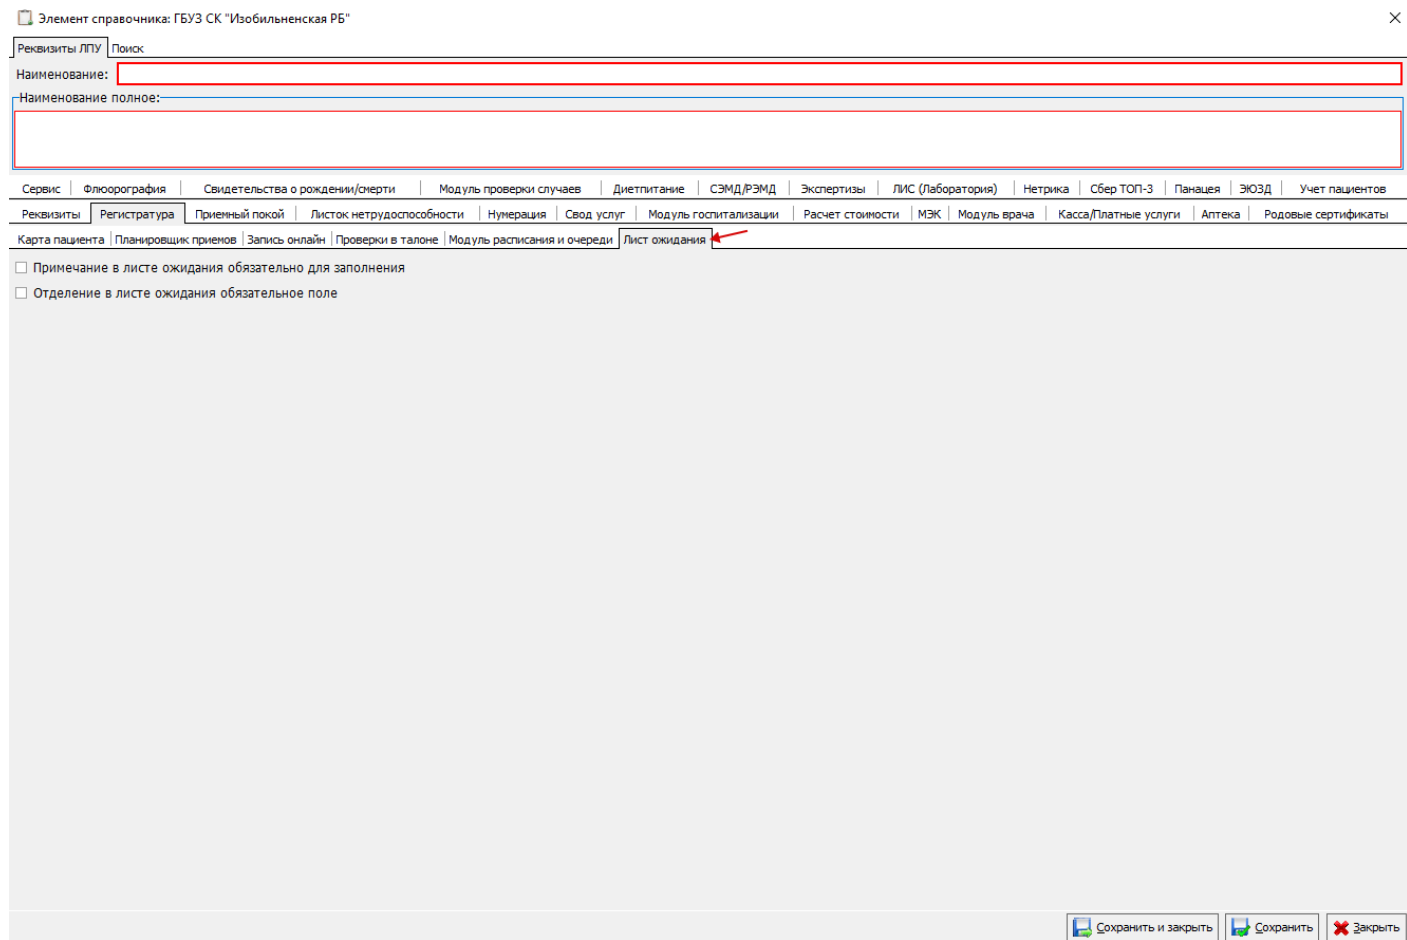 Элемент справочника: ГБУЗ СК "Изобильненская РБ"
Реквизиты ЛПУ Поиск
Наименование:
Наименование полное:
Сервис Флюорография Свидетельства о рождении/смерти Модуль проверки случаев Диетпитание СЭМД/РЭМД Экспертизы ЛИС (Лаборатория) Нетрика Сбер ТОП-3 Панацея ЭЮЗД Учет пациентов
Реквизиты Регистратура Приемный покой Листок нетрудоспособности Нумерация Свод услуг Модуль госпитализации Расчет стоимости МЭК Модуль врача Касса/Платные услуги Аптека Родовые сертификаты
Карта пациента Планировщик приемов Запись онлайн Проверки в талоне Модуль расписания и очереди Лист ожидания
Примечание в листе ожидания обязательно для заполнения
Отделение в листе ожидания обязательное поле
Сохранить и закрыть Сохранить Закрыть